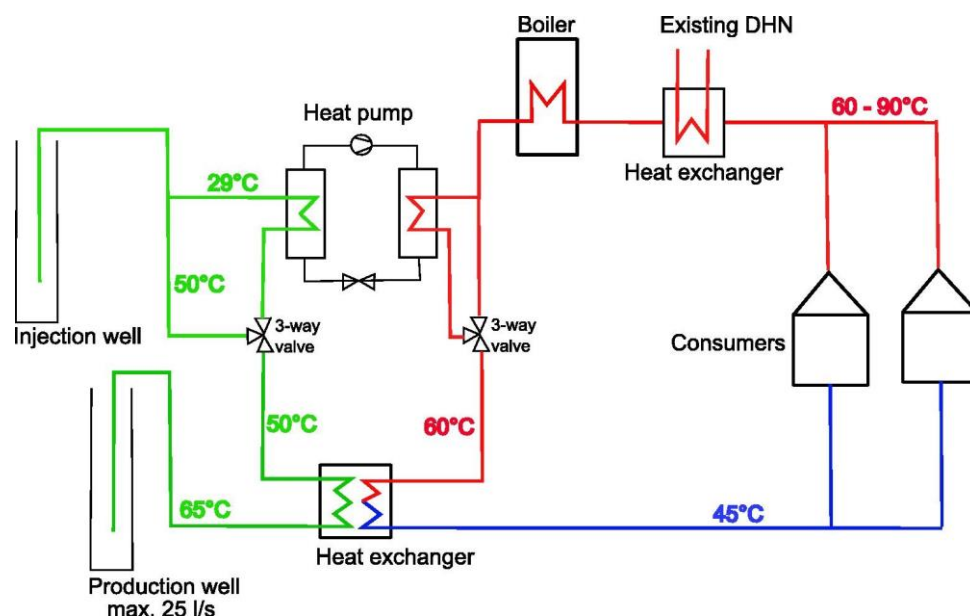 Boiler
Existing DHN
Heat pump
60 - 90°C
Heat exchanger
29°C
50°C
Injection well
3-way
valve
3-way
valve
Consumers
50°C
60°C
65°C
45°C
Heat exchanger
Production well
max. 25 l/s